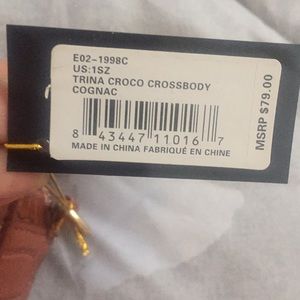 E02-1998C
US:1SZ
TRINA CROCO CROSSBODY
COGNAC
8 43447 11016 7
MADE IN CHINA FABRIQUÉ EN CHINE
MSRP $79.00